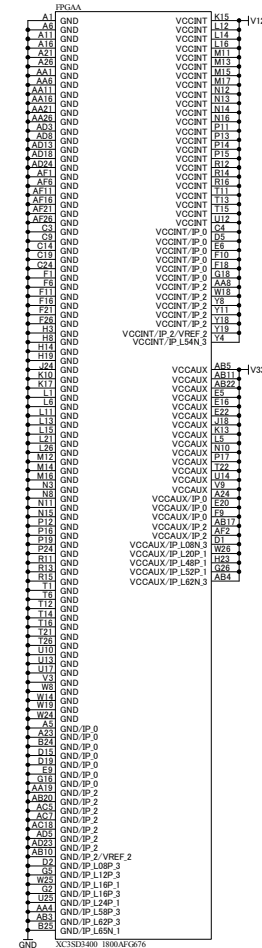 FPGAA
A1 GND
A6 GND
A11 GND
A16 GND
A21 GND
A26 GND
AA1 GND
AA6 GND
AA11 GND
AA16 GND
AA21 GND
AA26 GND
AD3 GND
AD8 GND
AD13 GND
AD18 GND
AD24 GND
AF1 GND
AF6 GND
AF11 GND
AF16 GND
AF21 GND
AF26 GND
C3 GND
C9 GND
C14 GND
C19 GND
C24 GND
F1 GND
F6 GND
F11 GND
F16 GND
F21 GND
F26 GND
H3 GND
H8 GND
H14 GND
H19 GND
J24 GND
K10 GND
K17 GND
L1 GND
L6 GND
L11 GND
L13 GND
L15 GND
L21 GND
L26 GND
M12 GND
M14 GND
M16 GND
N3 GND
N8 GND
N11 GND
N15 GND
P12 GND
P16 GND
P19 GND
P24 GND
R11 GND
R13 GND
R15 GND
T1 GND
T6 GND
T12 GND
T14 GND
T16 GND
T21 GND
T26 GND
U10 GND
U13 GND
U17 GND
V3 GND
W8 GND
W14 GND
W19 GND
W24 GND
A5 GND/IP_0
A23 GND/IP_0
B24 GND/IP_0
D15 GND/IP_0
D19 GND/IP_0
E9 GND/IP_0
G16 GND/IP_0
AA19 GND/IP_2
AB20 GND/IP_2
AC5 GND/IP_2
AC7 GND/IP_2
AC18 GND/IP_2
AD5 GND/IP_2
AD23 GND/IP_2
AB10 GND/IP_2/VREF_2
D2 GND/IP_L08P_3
G5 GND/IP_L12P_3
W25 GND/IP_L16P_1
G2 GND/IP_L16P_3
U25 GND/IP_L24P_1
AA4 GND/IP_L58P_3
AB3 GND/IP_L62P_3
B25 GND/IP_L65N_1
GND
VCCINT K15
VCCINT L12
VCCINT L14
VCCINT L16
VCCINT M11
VCCINT M13
VCCINT M15
VCCINT M17
VCCINT N12
VCCINT N13
VCCINT N14
VCCINT N16
VCCINT P11
VCCINT P13
VCCINT P14
VCCINT P15
VCCINT R12
VCCINT R14
VCCINT R16
VCCINT T11
VCCINT T13
VCCINT T15
VCCINT U12
VCCINT/IP_0 C4
VCCINT/IP_0 D5
VCCINT/IP_0 E6
VCCINT/IP_0 F10
VCCINT/IP_0 F18
VCCINT/IP_0 G18
VCCINT/IP_2 AA8
VCCINT/IP_2 W18
VCCINT/IP_2 Y8
VCCINT/IP_2 Y11
VCCINT/IP_2 Y18
VCCINT/IP_2/VREF_2 Y19
VCCINT/IP_L54N_3 Y4
VCCAUX AB5
VCCAUX AB11
VCCAUX AB22
VCCAUX E5
VCCAUX E16
VCCAUX E22
VCCAUX J18
VCCAUX K13
VCCAUX L5
VCCAUX N10
VCCAUX P17
VCCAUX T22
VCCAUX U14
VCCAUX V9
VCCAUX/IP_0 A24
VCCAUX/IP_0 E20
VCCAUX/IP_0 F9
VCCAUX/IP_2 AB17
VCCAUX/IP_2 AF2
VCCAUX/IP_L08N_3 D1
VCCAUX/IP_L20P_1 W26
VCCAUX/IP_L48P_1 H23
VCCAUX/IP_L52P_1 G26
VCCAUX/IP_L62N_3 AB4
XC3SD3400 1800AFG676